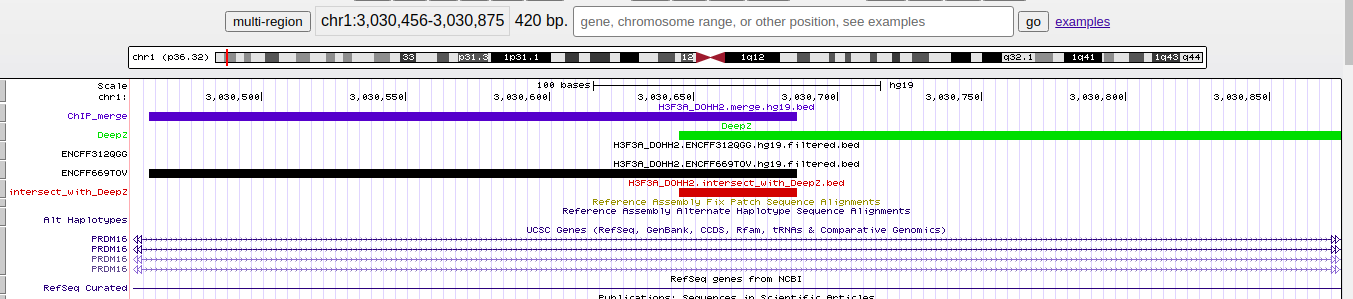 multi-region chr1:3,030,456-3,030,875 420 bp. gene, chromosome range, or other position, see examples go examples
chr1 (p36.32) 33 p31.3 1p31.1 12 1q12 q32.1 1q41 1q43 q44
Scale 100 bases hg19
chr1: 3,030,500 3,030,550 3,030,600 3,030,650 3,030,700 3,030,750 3,030,800 3,030,850
H3F3A_DOHH2.merge.hg19.bed
ChIP_merge
DeepZ
DeepZ
H3F3A_DOHH2.ENCFF312QGG.hg19.filtered.bed
ENCFF312QGG
H3F3A_DOHH2.ENCFF669TOV.hg19.filtered.bed
ENCFF669TOV
H3F3A_DOHH2.intersect_with_DeepZ.bed
intersect_with_DeepZ
Reference Assembly Fix Patch Sequence Alignments
Reference Assembly Alternate Haplotype Sequence Alignments
Alt Haplotypes
UCSC Genes (RefSeq, GenBank, CCDS, Rfam, tRNAs & Comparative Genomics)
PRDM16
PRDM16
PRDM16
PRDM16
RefSeq genes from NCBI
RefSeq Curated
Publications: Sequences in Scientific Articles